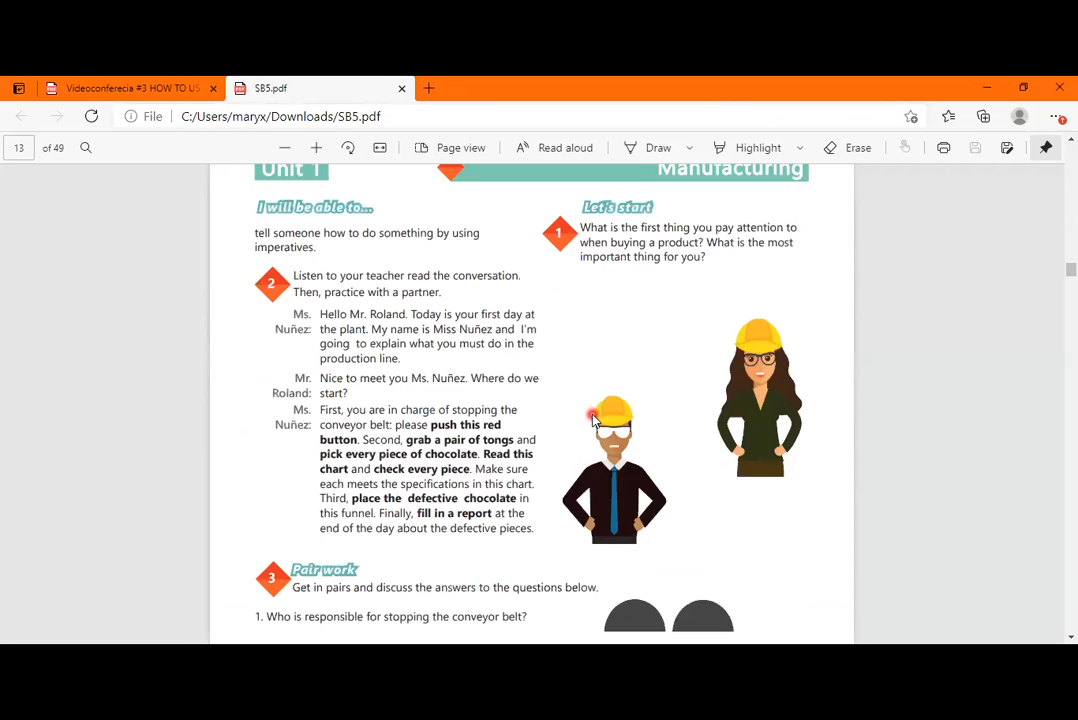 Videoconferecia #3 HOW TO US
SB5.pdf
File
C:/Users/maryx/Downloads/SB5.pdf
13
of 49
Page view
Read aloud
Draw
Highlight
Erase
Unit 1
Manufacturing
I will be able to...
tell someone how to do something by using
imperatives.
Let's start
1
What is the first thing you pay attention to
when buying a product? What is the most
important thing for you?
2
Listen to your teacher read the conversation.
Then, practice with a partner.
Ms. Nuñez:
Hello Mr. Roland. Today is your first day at
the plant. My name is Miss Nuñez and I'm
going to explain what you must do in the
production line.
Mr. Roland:
Nice to meet you Ms. Nuñez. Where do we
start?
Ms. Nuñez:
First, you are in charge of stopping the
conveyor belt: please push this red
button. Second, grab a pair of tongs and
pick every piece of chocolate. Read this
chart and check every piece. Make sure
each meets the specifications in this chart.
Third, place the defective chocolate in
this funnel. Finally, fill in a report at the
end of the day about the defective pieces.
3
Pair work
Get in pairs and discuss the answers to the questions below.
1. Who is responsible for stopping the conveyor belt?